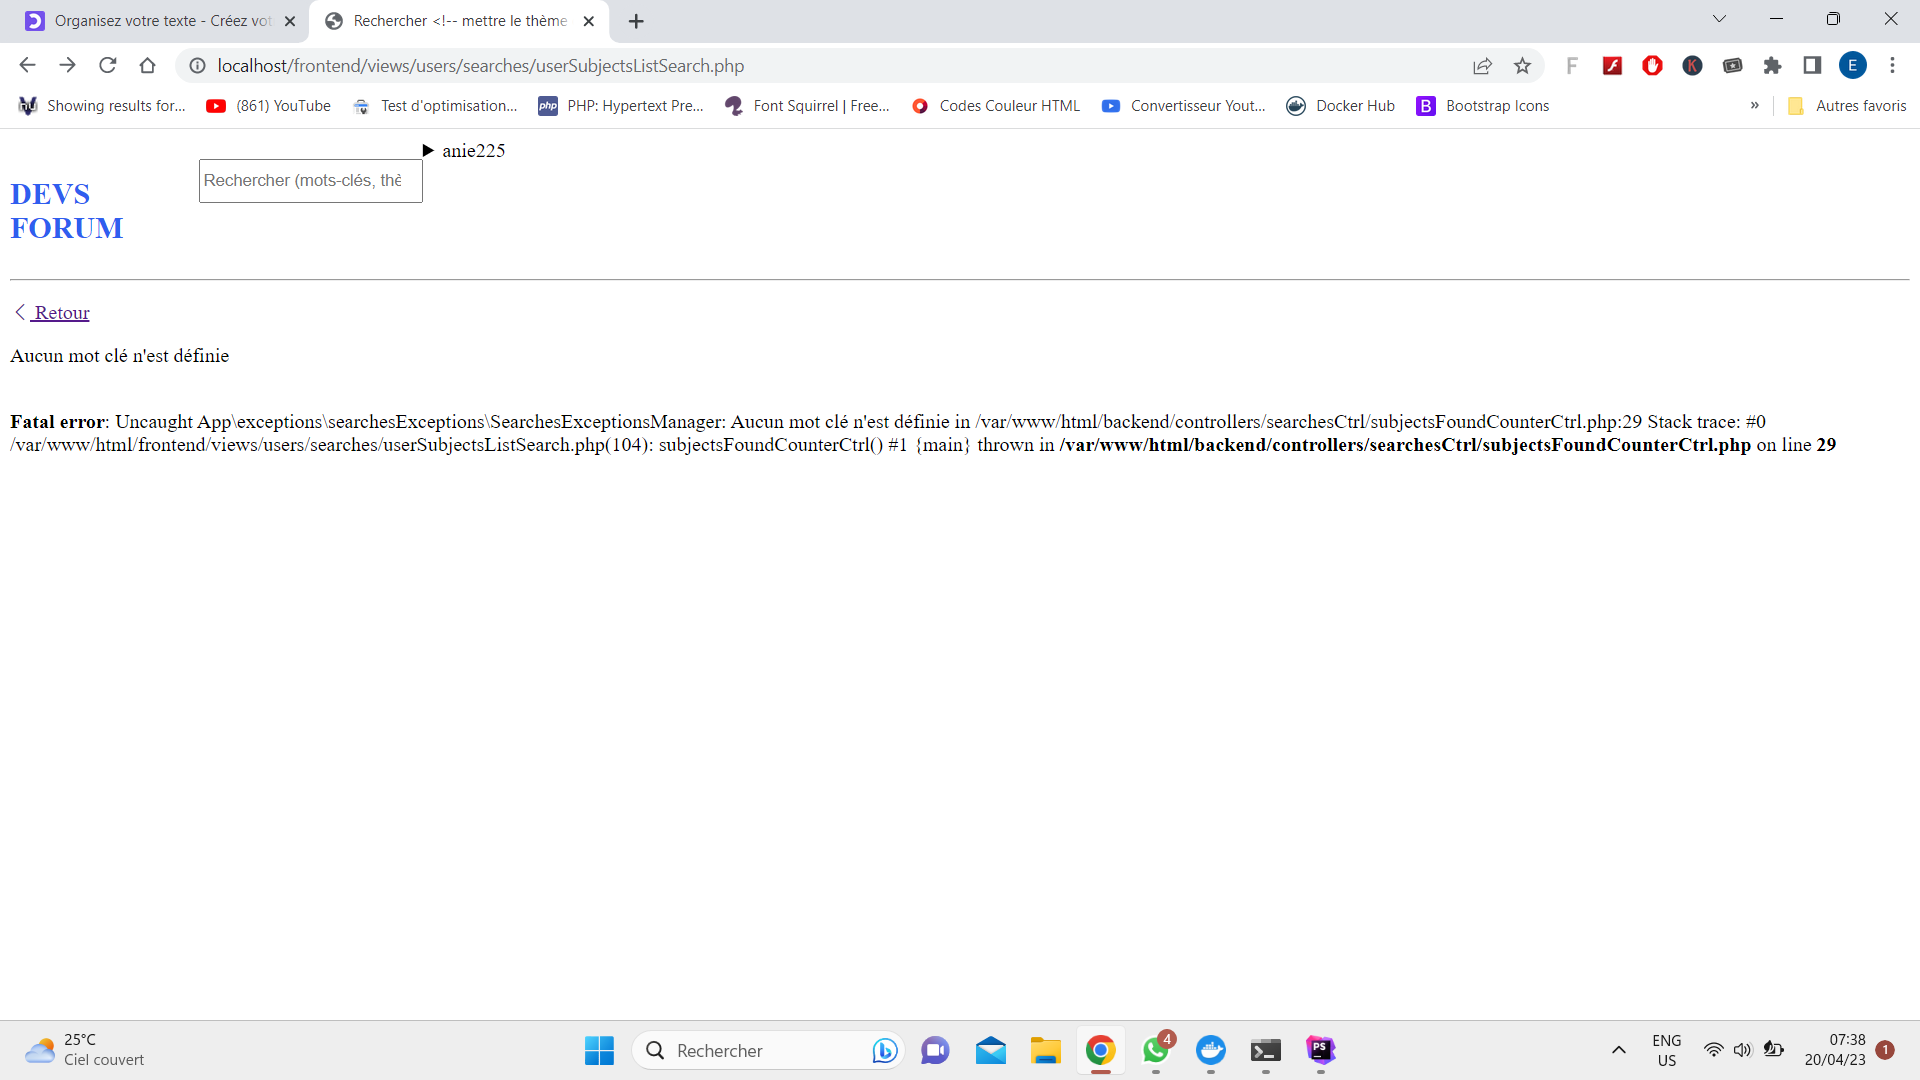 Organisez votre texte - Créez vot
Rechercher <!-- mettre le thème
localhost/frontend/views/users/searches/userSubjectsListSearch.php
F
K
E
Showing results for...
(861) YouTube
Test d'optimisation...
php
PHP: Hypertext Pre...
Font Squirrel | Free...
Codes Couleur HTML
Convertisseur Yout...
Docker Hub
B
Bootstrap Icons
»
Autres favoris
▶ anie225
Rechercher (mots-clés, thè
DEVS
FORUM
Retour
Aucun mot clé n'est définie
Fatal error: Uncaught App\exceptions\searchesExceptions\SearchesExceptionsManager: Aucun mot clé n'est définie in /var/www/html/backend/controllers/searchesCtrl/subjectsFoundCounterCtrl.php:29 Stack trace: #0
/var/www/html/frontend/views/users/searches/userSubjectsListSearch.php(104): subjectsFoundCounterCtrl() #1 {main} thrown in /var/www/html/backend/controllers/searchesCtrl/subjectsFoundCounterCtrl.php on line 29
25°C
Ciel couvert
Rechercher
4
PS
ENG
US
07:38
20/04/23
1